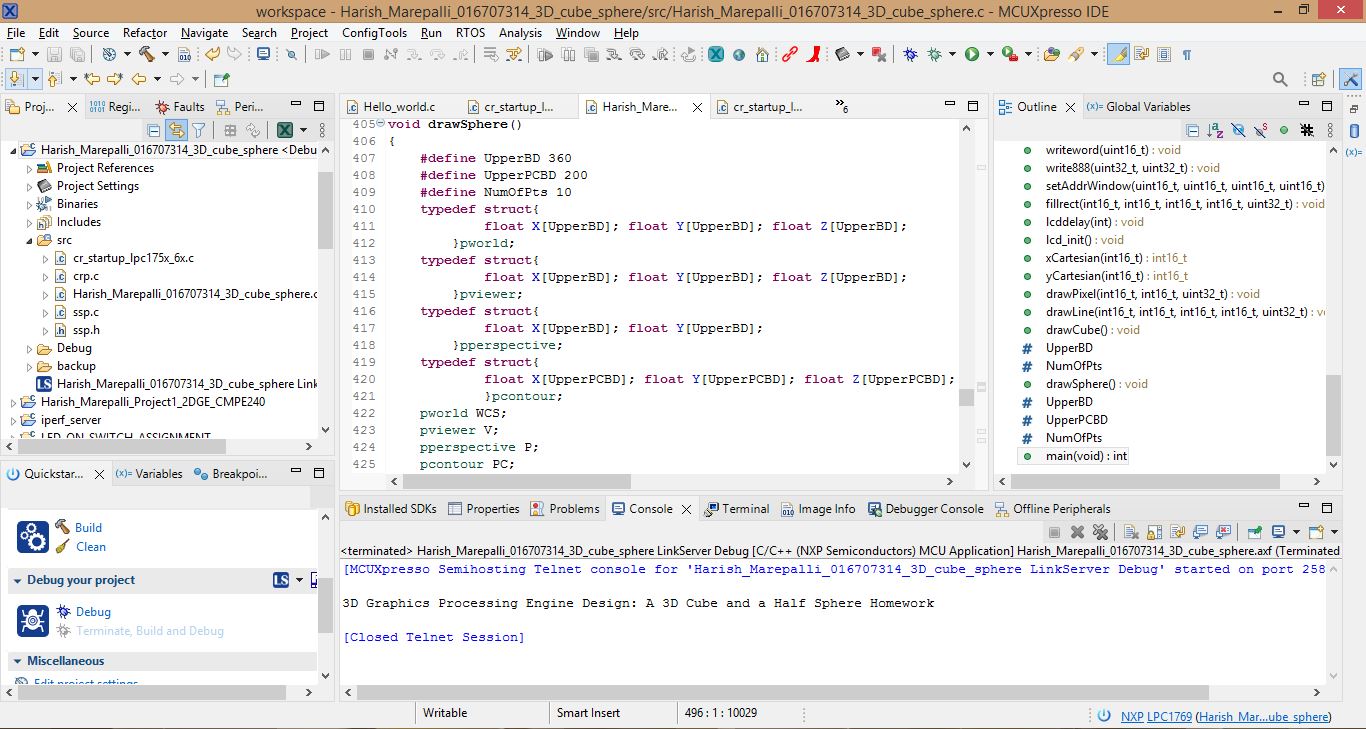 workspace - Harish_Marepalli_016707314_3D_cube_sphere/src/Harish_Marepalli_016707314_3D_cube_sphere.c - MCUXpresso IDE
File Edit Source Refactor Navigate Search Project ConfigTools Run RTOS Analysis Window Help
Proj... Regi... Faults Peri...
Harish_Marepalli_016707314_3D_cube_sphere <Debu
Project References
Project Settings
Binaries
Includes
src
cr_startup_lpc175x_6x.c
crp.c
Harish_Marepalli_016707314_3D_cube_sphere.c
ssp.c
ssp.h
Debug
backup
Harish_Marepalli_016707314_3D_cube_sphere Link
Harish_Marepalli_Project1_2DGE_CMPE240
iperf_server
LED_ON_SWITCH_ASSIGNMENT
Quickstar... (x)= Variables Breakpoi...
Build
Clean
Debug your project
Debug
Terminate, Build and Debug
Miscellaneous
Edit project settings
Hello_world.c cr_startup_l... Harish_Mare... cr_startup_l... »6
405 void drawSphere()
406 {
407 #define UpperBD 360
408 #define UpperPCBD 200
409 #define NumOfPts 10
410 typedef struct{
411 float X[UpperBD]; float Y[UpperBD]; float Z[UpperBD];
412 }pworld;
413 typedef struct{
414 float X[UpperBD]; float Y[UpperBD]; float Z[UpperBD];
415 }pviewer;
416 typedef struct{
417 float X[UpperBD]; float Y[UpperBD];
418 }pperspective;
419 typedef struct{
420 float X[UpperPCBD]; float Y[UpperPCBD]; float Z[UpperPCBD];
421 }pcontour;
422 pworld WCS;
423 pviewer V;
424 pperspective P;
425 pcontour PC;
Outline (x)= Global Variables
writeword(uint16_t) : void
write888(uint32_t, uint32_t) : void
setAddrWindow(uint16_t, uint16_t, uint16_t, uint16_t)
fillrect(int16_t, int16_t, int16_t, int16_t, uint32_t) : void
lcddelay(int) : void
lcd_init() : void
xCartesian(int16_t) : int16_t
yCartesian(int16_t) : int16_t
drawPixel(int16_t, int16_t, uint32_t) : void
drawLine(int16_t, int16_t, int16_t, int16_t, uint32_t) : v
drawCube() : void
UpperBD
NumOfPts
drawSphere() : void
UpperBD
UpperPCBD
NumOfPts
main(void) : int
(x)=
Installed SDKs Properties Problems Console Terminal Image Info Debugger Console Offline Peripherals
<terminated> Harish_Marepalli_016707314_3D_cube_sphere LinkServer Debug [C/C++ (NXP Semiconductors) MCU Application] Harish_Marepalli_016707314_3D_cube_sphere.axf (Terminated
[MCUXpresso Semihosting Telnet console for 'Harish_Marepalli_016707314_3D_cube_sphere LinkServer Debug' started on port 258
3D Graphics Processing Engine Design: A 3D Cube and a Half Sphere Homework
[Closed Telnet Session]
Writable Smart Insert 496 : 1 : 10029
NXP LPC1769 (Harish_Mar...ube_sphere)